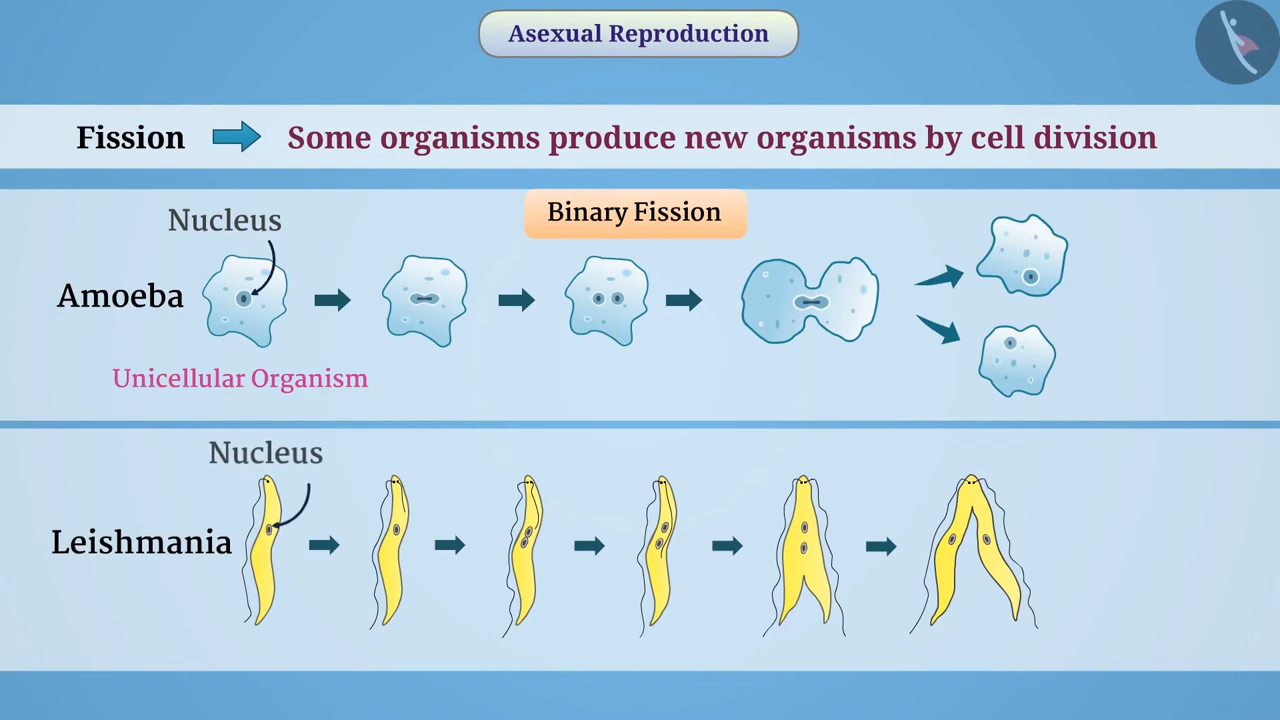 Asexual Reproduction
Fission
Some organisms produce new organisms by cell division
Binary Fission
Nucleus
Amoeba
Unicellular Organism
Nucleus
Leishmania